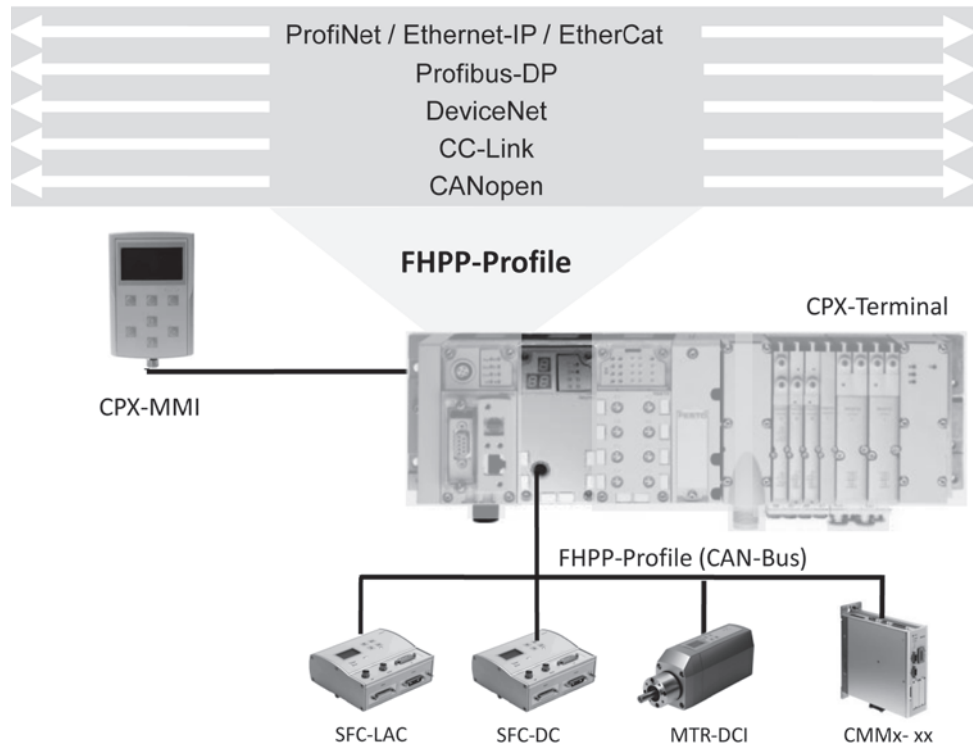 ProfiNet / Ethernet-IP / EtherCat
Profibus-DP
DeviceNet
CC-Link
CANopen
FHPP-Profile
CPX-Terminal
CPX-MMI
FESTO
FHPP-Profile (CAN-Bus)
SFC-LAC
SFC-DC
MTR-DCI
CMMx- xx